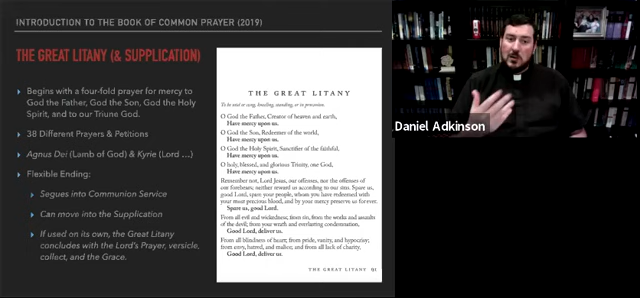 INTRODUCTION TO THE BOOK OF COMMON PRAYER (2019)
THE GREAT LITANY (& SUPPLICATION)
Begins with a four-fold prayer for mercy to
God the Father, God the Son, God the Holy
Spirit, and to our Triune God.
38 Different Prayers & Petitions
Agnus Dei (Lamb of God) & Kyrie (Lord …)
Flexible Ending:
Segues into Communion Service
Can move into the Supplication
If used on its own, the Great Litany
concludes with the Lord's Prayer, versicle,
collect, and the Grace.
THE GREAT LITANY
To be said or sung, kneeling, standing, or in procession.
O God the Father, Creator of heaven and earth,
Have mercy upon us.
O God the Son, Redeemer of the world,
Have mercy upon us.
O God the Holy Spirit, Sanctifier of the faithful,
Have mercy upon us.
O holy, blessed, and glorious Trinity, one God,
Have mercy upon us.
Remember not, Lord Jesus, our offenses, nor the offenses of
our forebears; neither reward us according to our sins. Spare us,
good Lord, spare your people, whom you have redeemed with
your most precious blood, and by your mercy preserve us forever.
Spare us, good Lord.
From all evil and wickedness; from sin; from the works and assaults
of the devil; from your wrath and everlasting condemnation,
Good Lord, deliver us.
From all blindness of heart; from pride, vanity, and hypocrisy;
from envy, hatred, and malice; and from all lack of charity,
Good Lord, deliver us.
THE GREAT LITANY 91
Daniel Adkinson